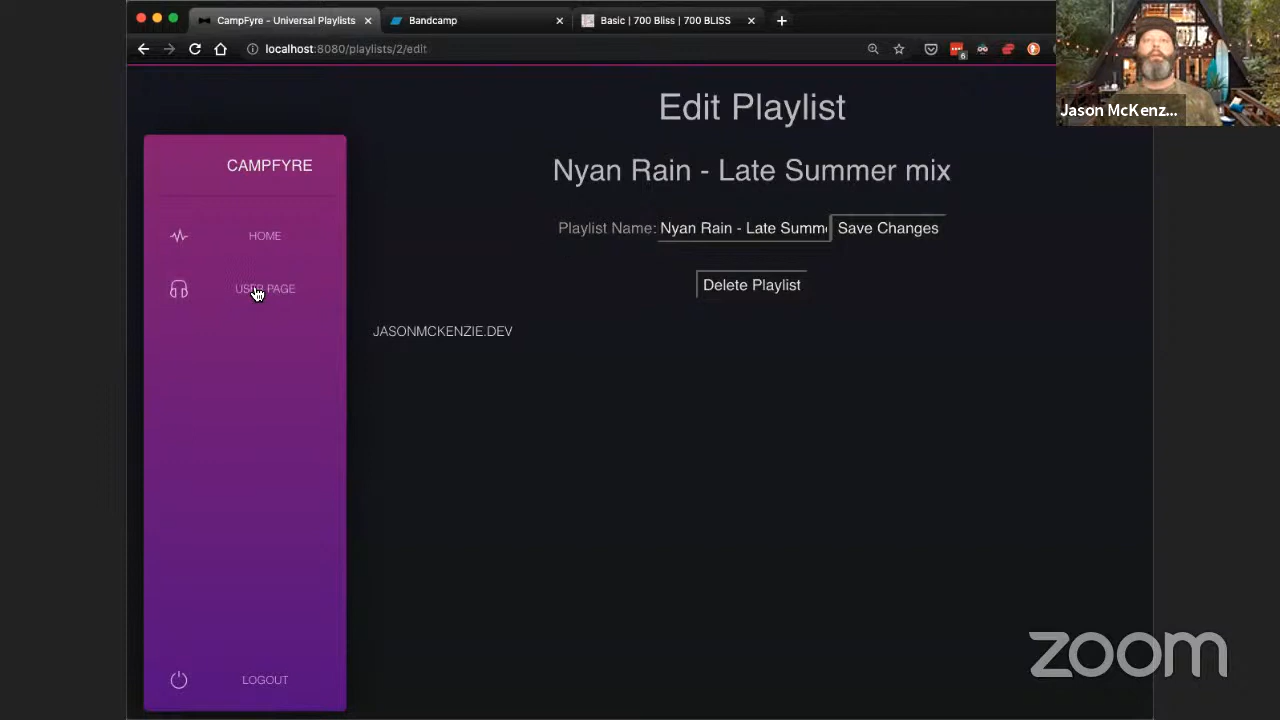 CampFyre - Universal Playlists
Bandcamp
Basic | 700 Bliss | 700 BLISS
localhost:8080/playlists/2/edit
6
Jason McKenz...
Edit Playlist
CAMPFYRE
Nyan Rain - Late Summer mix
HOME
Playlist Name: Nyan Rain - Late Summ Save Changes
USER PAGE
Delete Playlist
JASONMCKENZIE.DEV
LOGOUT
zoom